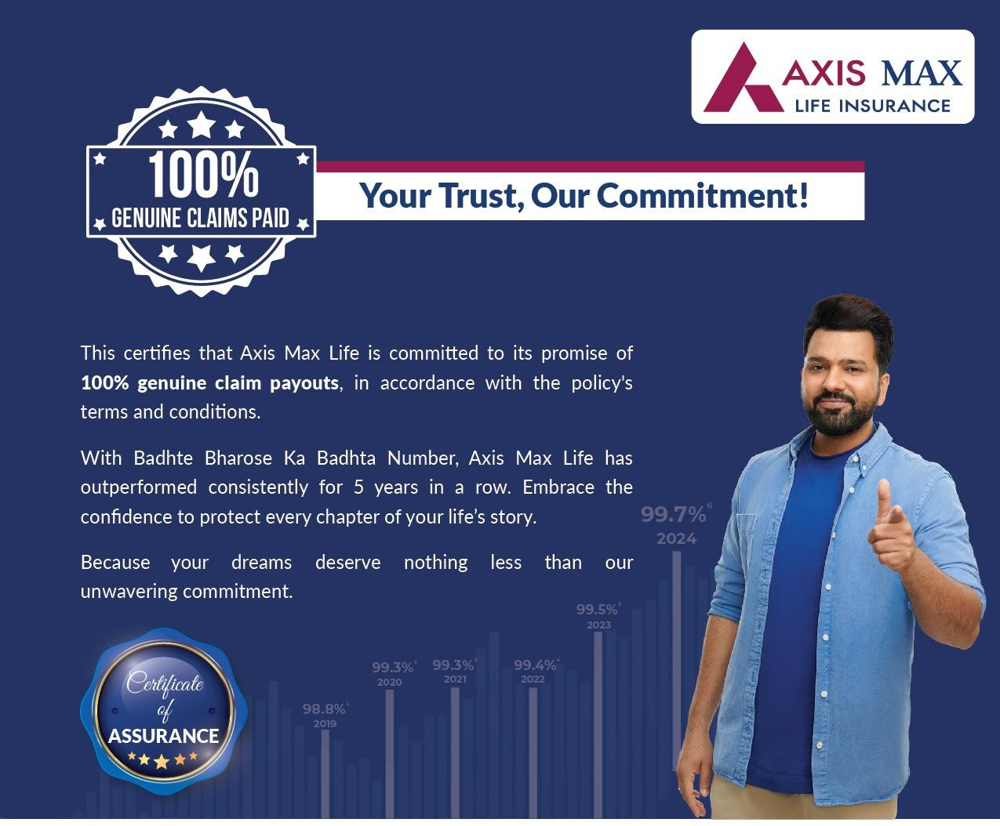 AXIS MAX
LIFE INSURANCE
100%
GENUINE CLAIMS PAID
Your Trust, Our Commitment!
This certifies that Axis Max Life is committed to its promise of
100% genuine claim payouts, in accordance with the policy's
terms and conditions.
With Badhte Bharose Ka Badhta Number, Axis Max Life has
outperformed consistently for 5 years in a row. Embrace the
confidence to protect every chapter of your life’s story.
Because your dreams deserve nothing less than our
unwavering commitment.
98.8%¹
2019
99.3%²
2020
99.3%³
2021
99.4%⁴
2022
99.5%⁵
2023
99.7%⁶
2024
Certificate
of
ASSURANCE